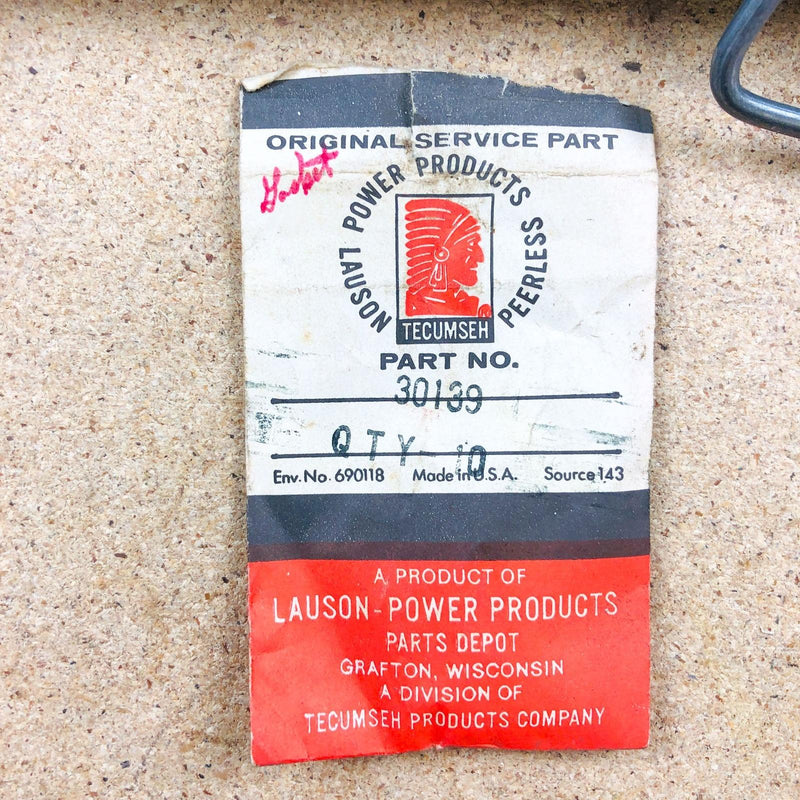 ORIGINAL SERVICE PART
Gasket
LAUSON POWER PRODUCTS PEERLESS
TECUMSEH
PART NO.
30139
QTY-10
Env. No. 690118 Made in U.S.A. Source 143
A PRODUCT OF
LAUSON-POWER PRODUCTS
PARTS DEPOT
GRAFTON, WISCONSIN
A DIVISION OF
TECUMSEH PRODUCTS COMPANY